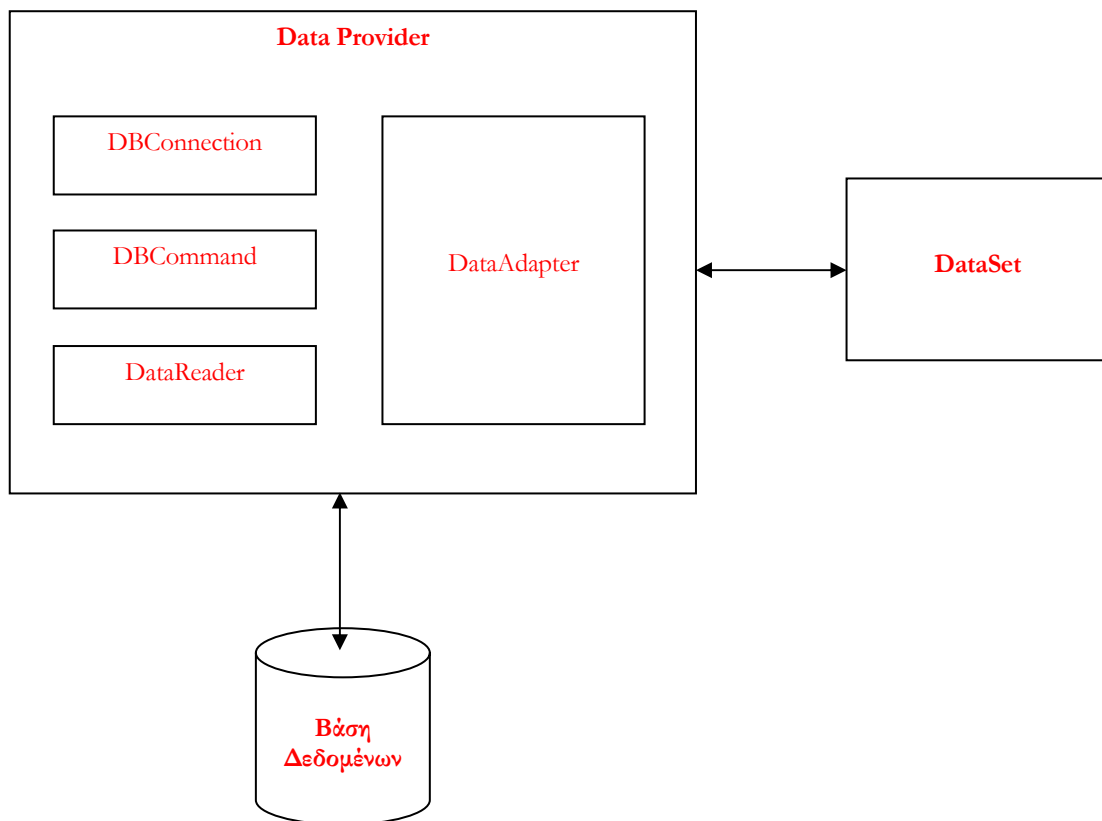 Data Provider
DBConnection
DBCommand
DataReader
DataAdapter
DataSet
Βάση
Δεδομένων